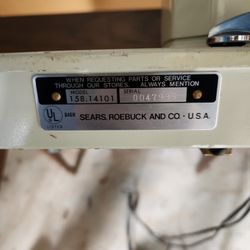 WHEN REQUESTING PARTS OR SERVICE
THROUGH OUR STORES, ALWAYS MENTION
MODEL SERIAL
158.14101
UL
LISTED
SEARS, ROEBUCK AND CO. - U.S.A.